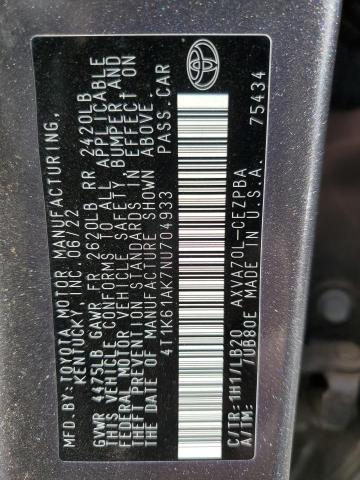 MFD BY:TOYOTA MOTOR MANUFACTURING,
KENTUCKY, INC. 06/22
GVWR 4475LB GAWR FR 2620LB RR 2420LB
THIS VEHICLE CONFORMS TO ALL APPLICABLE
FEDERAL MOTOR VEHICLE SAFETY, BUMPER AND
THEFT PREVENTION STANDARDS IN EFFECT ON
THE DATE OF MANUFACTURE SHOWN ABOVE.
4T1K61AK7NU704933 PASS.CAR
C/TR: 1M1/LB20 AXVA70L-CEZPBA
A/TM: 7UB80E MADE IN U.S.A. 75434